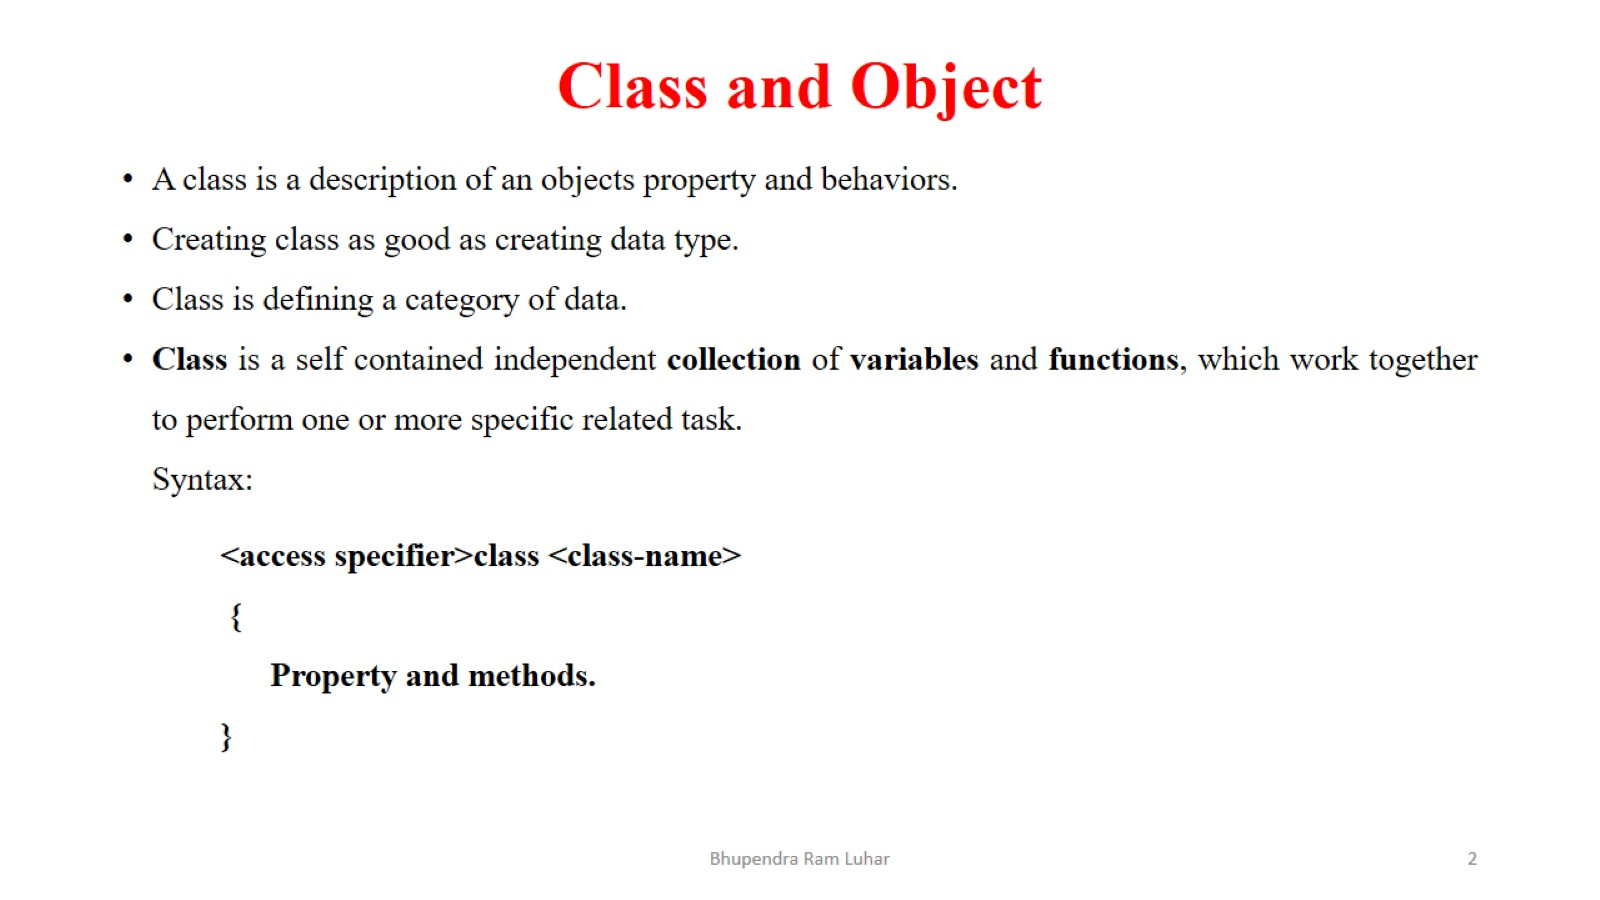 Class and Object
• A class is a description of an objects property and behaviors.
• Creating class as good as creating data type.
• Class is defining a category of data.
• Class is a self contained independent collection of variables and functions, which work together
to perform one or more specific related task.
Syntax:
<access specifier>class <class-name>
{
Property and methods.
}
Bhupendra Ram Luhar
2